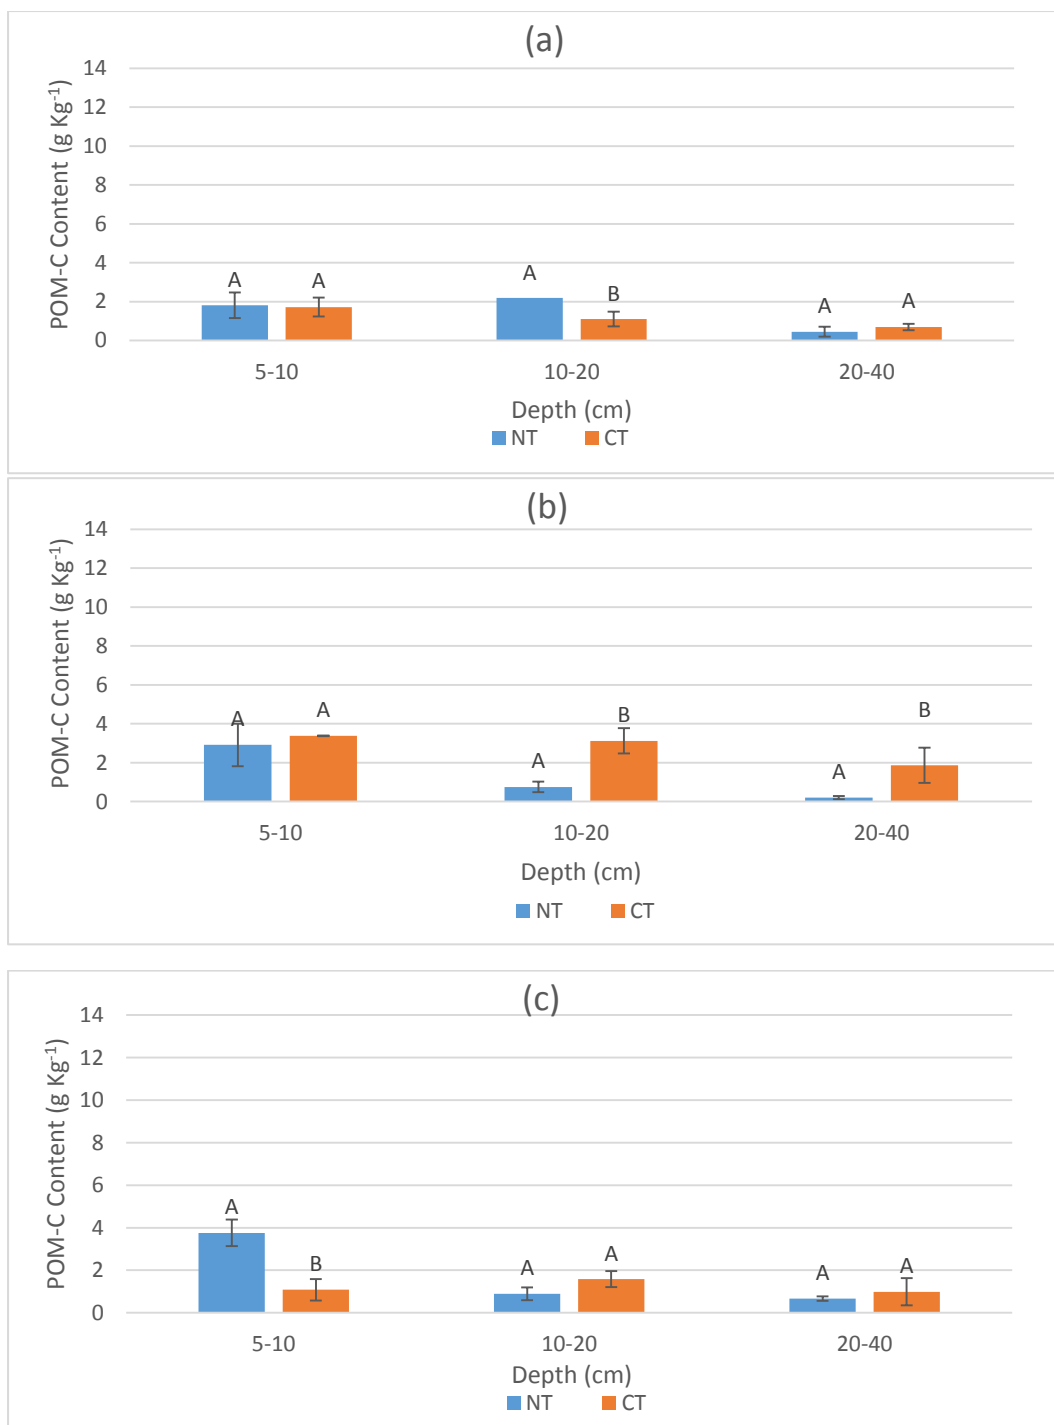 (a)
POM-C Content (g Kg-1)
14
12
10
8
6
4
2
0
A
A
A
B
A
A
5-10
10-20
20-40
Depth (cm)
NT
CT
(b)
POM-C Content (g Kg-1)
14
12
10
8
6
4
2
0
A
A
A
B
A
B
5-10
10-20
20-40
Depth (cm)
NT
CT
(c)
POM-C Content (g Kg-1)
14
12
10
8
6
4
2
0
A
B
A
A
A
A
5-10
10-20
20-40
Depth (cm)
NT
CT